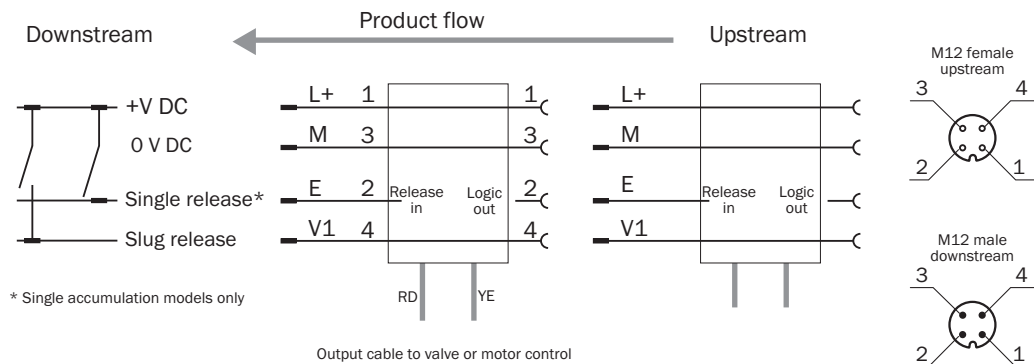 Product flow
Downstream
Upstream
+V DC
0 V DC
Single release*
Slug release
* Single accumulation models only
L+ 1 1
M 3 3
E 2 Release in Logic out 2
V1 4 4
RD YE
Output cable to valve or motor control
L+
M
E Release in Logic out
V1
M12 female
upstream
3 4
2 1
M12 male
downstream
3 4
2 1